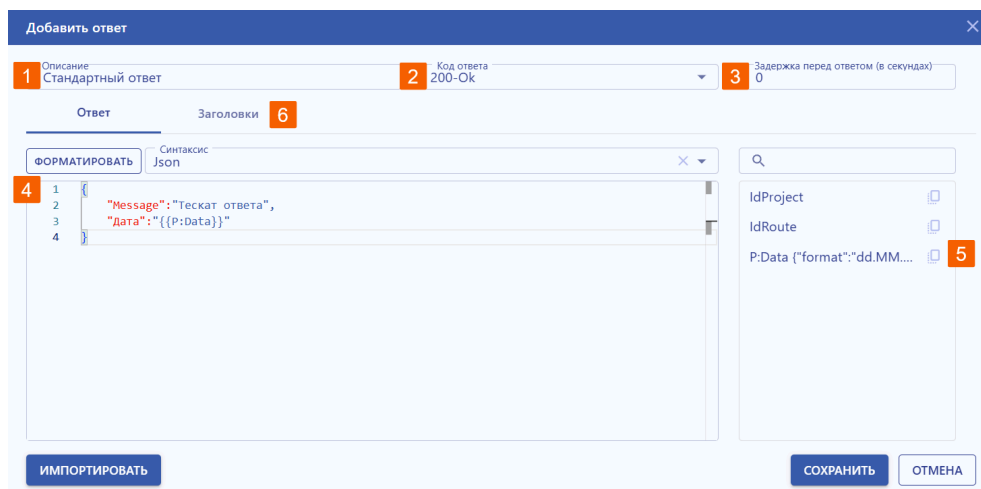 Добавить ответ
Описание
1 Стандартный ответ
Код ответа
2 200-Ok
Задержка перед ответом (в секундах)
3 0
Ответ Заголовки 6
ФОРМАТИРОВАТЬ
Синтаксис
Json
4
1 {
2 "Message":"Тескат ответа",
3 "Дата":"{{P:Data}}"
4 }
IdProject
IdRoute
P:Data {"format":"dd.MM.... 5
ИМПОРТИРОВАТЬ СОХРАНИТЬ ОТМЕНА